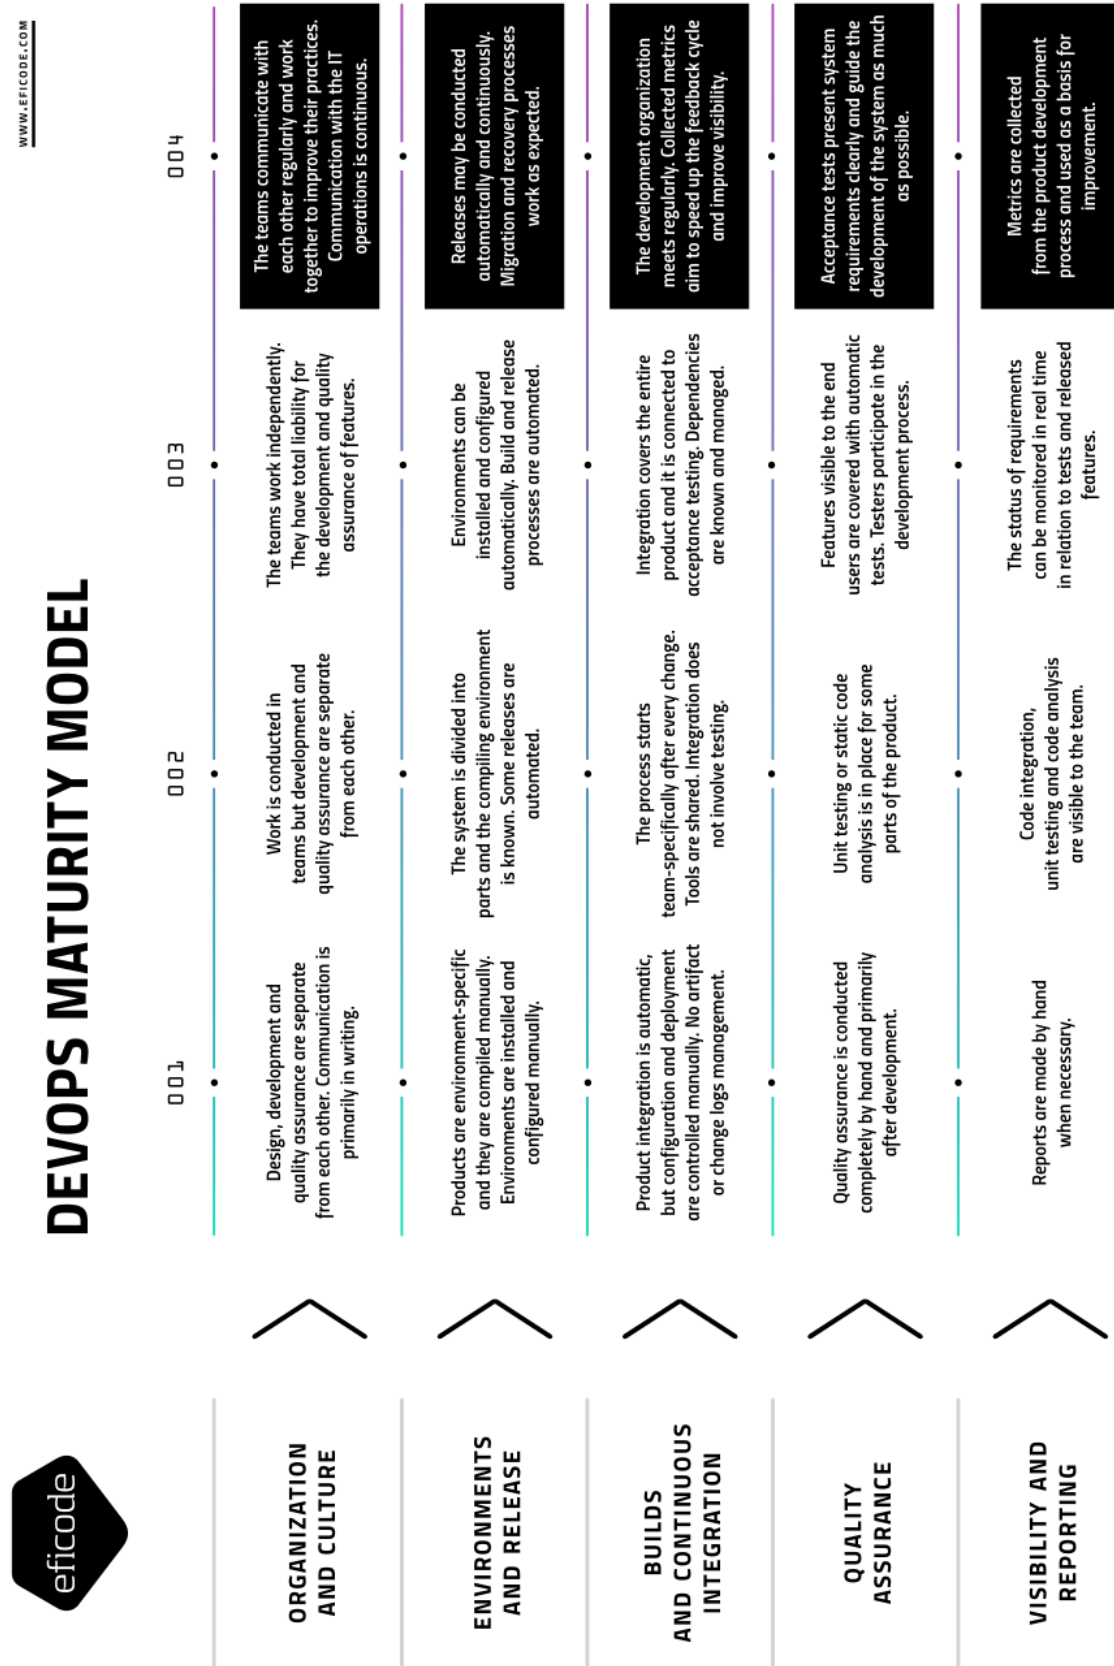 eficode
DEVOPS MATURITY MODEL
WWW.EFICODE.COM
001
002
003
004
ORGANIZATION
AND CULTURE
Design, development and
quality assurance are separate
from each other. Communication is
primarily in writing.
Work is conducted in
teams but development and
quality assurance are separate
from each other.
The teams work independently.
They have total liability for
the development and quality
assurance of features.
The teams communicate with
each other regularly and work
together to improve their practices.
Communication with the IT
operations is continuous.
ENVIRONMENTS
AND RELEASE
Products are environment-specific
and they are compiled manually.
Environments are installed and
configured manually.
The system is divided into
parts and the compiling environment
is known. Some releases are
automated.
Environments can be
installed and configured
automatically. Build and release
processes are automated.
Releases may be conducted
automatically and continuously.
Migration and recovery processes
work as expected.
BUILDS
AND CONTINUOUS
INTEGRATION
Product integration is automatic,
but configuration and deployment
are controlled manually. No artifact
or change logs management.
The process starts
team-specifically after every change.
Tools are shared. Integration does
not involve testing.
Integration covers the entire
product and it is connected to
acceptance testing. Dependencies
are known and managed.
The development organization
meets regularly. Collected metrics
aim to speed up the feedback cycle
and improve visibility.
QUALITY
ASSURANCE
Quality assurance is conducted
completely by hand and primarily
after development.
Unit testing or static code
analysis is in place for some
parts of the product.
Features visible to the end
users are covered with automatic
tests. Testers participate in the
development process.
Acceptance tests present system
requirements clearly and guide the
development of the system as much
as possible.
VISIBILITY AND
REPORTING
Reports are made by hand
when necessary.
Code integration,
unit testing and code analysis
are visible to the team.
The status of requirements
can be monitored in real time
in relation to tests and released
features.
Metrics are collected
from the product development
process and used as a basis for
improvement.